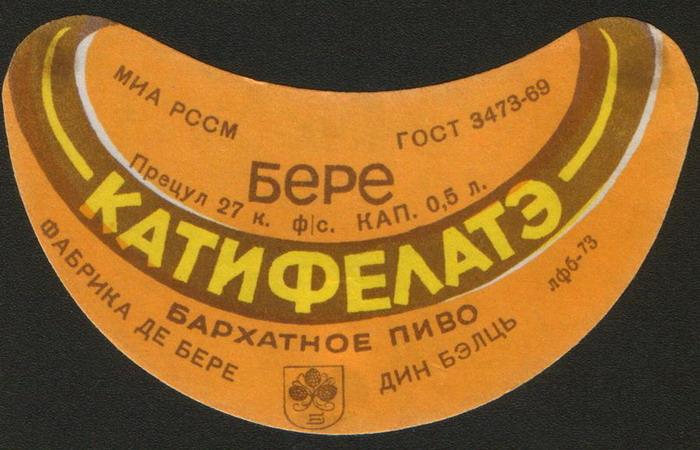 МИА РССМ
ГОСТ 3473-69
Бере
Прецул 27 к. ф|с. КАП. 0,5 л.
КАТИФЕЛАТЭ
БАРХАТНОЕ ПИВО
ФАБРИКА ДЕ БЕРЕ ДИН БЭЛЦЬ
лфб-73